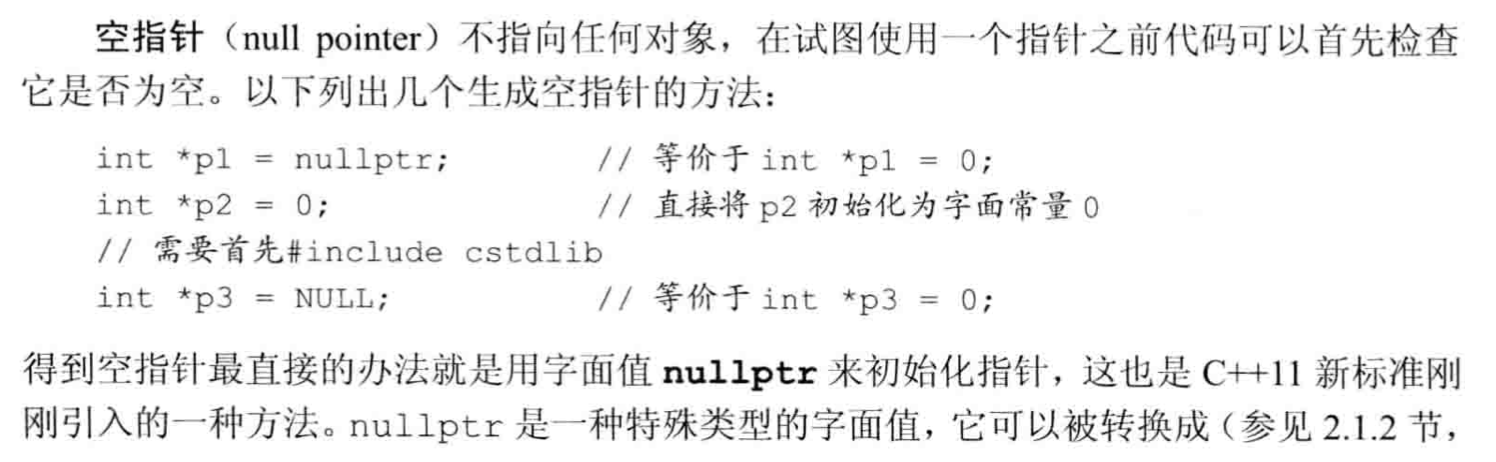 空指针（null pointer）不指向任何对象，在试图使用一个指针之前代码可以首先检查
它是否为空。以下列出几个生成空指针的方法：
int *p1 = nullptr; // 等价于 int *p1 = 0;
int *p2 = 0; // 直接将 p2 初始化为字面常量 0
// 需要首先#include cstdlib
int *p3 = NULL; // 等价于 int *p3 = 0;
得到空指针最直接的办法就是用字面值 nullptr 来初始化指针，这也是 C++11 新标准刚
刚引入的一种方法。nullptr 是一种特殊类型的字面值，它可以被转换成（参见 2.1.2 节，